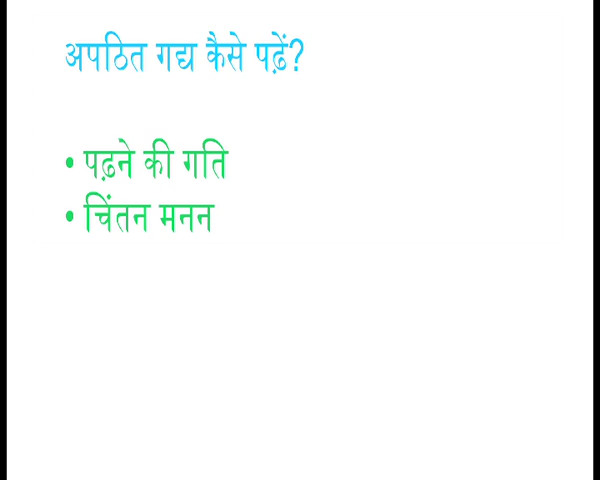 अपठित गद्य कैसे पढ़ें?
• पढ़ने की गति
• चिंतन मनन